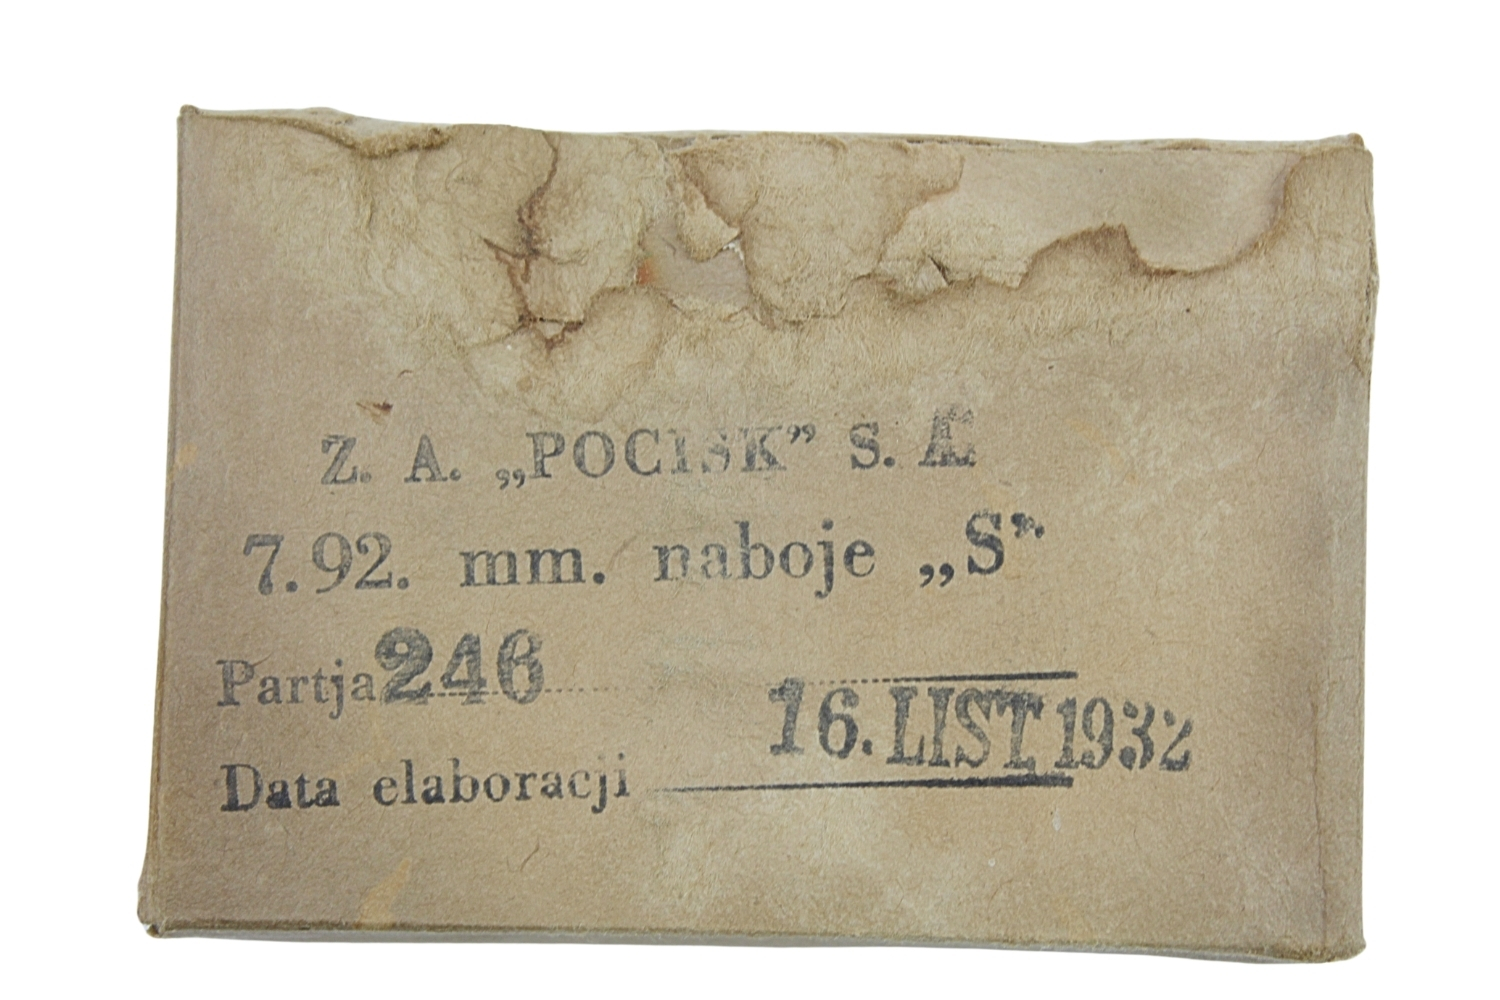 Z. A. „POCISK” S. A.
7.92. mm. naboje „S”
Partja 246
16. LIST. 1932
Data elaboracji